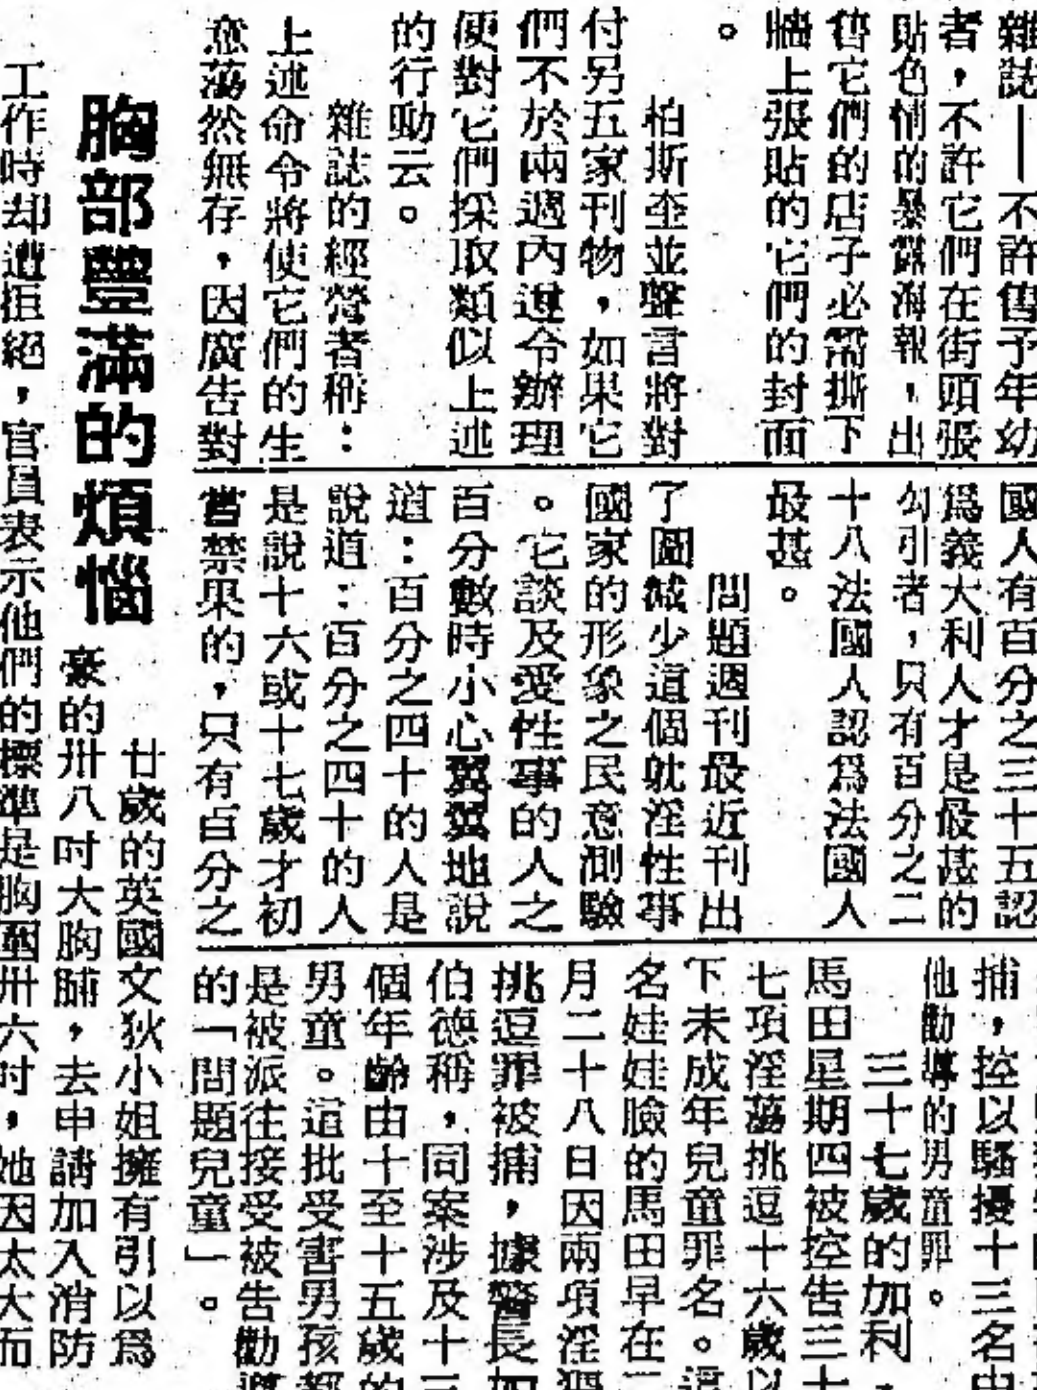 雜誌——不許售予年幼
者，不許它們在街頭張
貼色情的暴露海報，出
售它們的店子必需撕下
牆上張貼的它們的封面
。
柏斯奎並聲言將對
付另五家刊物，如果它
們不於兩週內遵令辦理
便對它們採取類似上述
的行動云。
雜誌的經營者稱：
上述命令將使它們的生
意蕩然無存，因廣告對
國人有百分之三十五認
爲義大利人才是最甚的
勾引者，只有百分之二
十八法國人認爲法國人
最甚。
問題週刊最近刊出
了圖減少這個躭淫性事
國家的形象之民意測驗
。它談及愛性事的人之
百分數時小心翼翼地說
道：百分之四十的人是
說道：百分之四十的人
是說十六或十七歲才初
嘗禁果的，只有百分之
捕，控以騷擾十三名由
他勸導的男童罪。
三十七歲的加利．
馬田星期四被控告三十
七項淫蕩挑逗十六歲以
下未成年兒童罪名。這
名娃娃臉的馬田早在二
月二十八日因兩項淫猥
挑逗罪被捕，據警長加
伯德稱，同案涉及十三
個年齡由十至十五歲的
男童。這批受害男孩都
是被派往接受被告勸導
的「問題兒童」。
胸部豐滿的煩惱
廿歲的英國文狄小姐擁有引以爲
豪的卅八吋大胸脯，去申請加入消防
工作時却遭拒絕，官員表示他們的標準是胸圍卅六吋，她因太大而